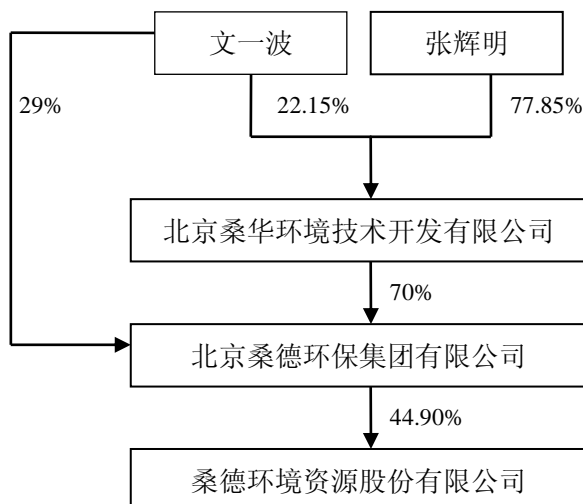 文一波
张辉明
29%
22.15%
77.85%
北京桑华环境技术开发有限公司
70%
北京桑德环保集团有限公司
44.90%
桑德环境资源股份有限公司